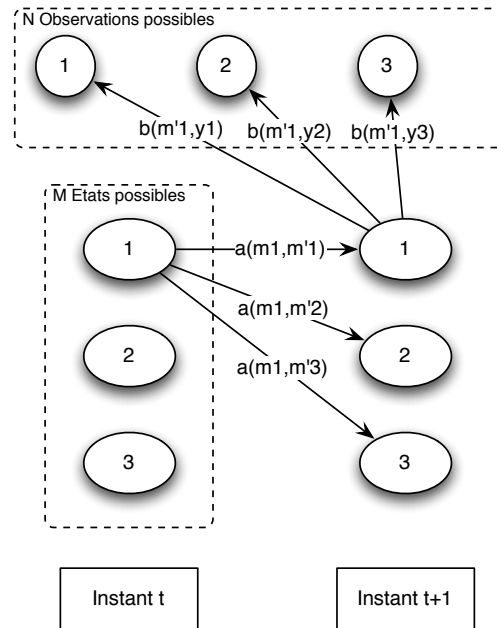 N Observations possibles
1
2
3
b(m'1,y1)
b(m'1,y2)
b(m'1,y3)
M Etats possibles
1
a(m1,m'1)
1
a(m1,m'2)
2
2
a(m1,m'3)
3
3
Instant t
Instant t+1